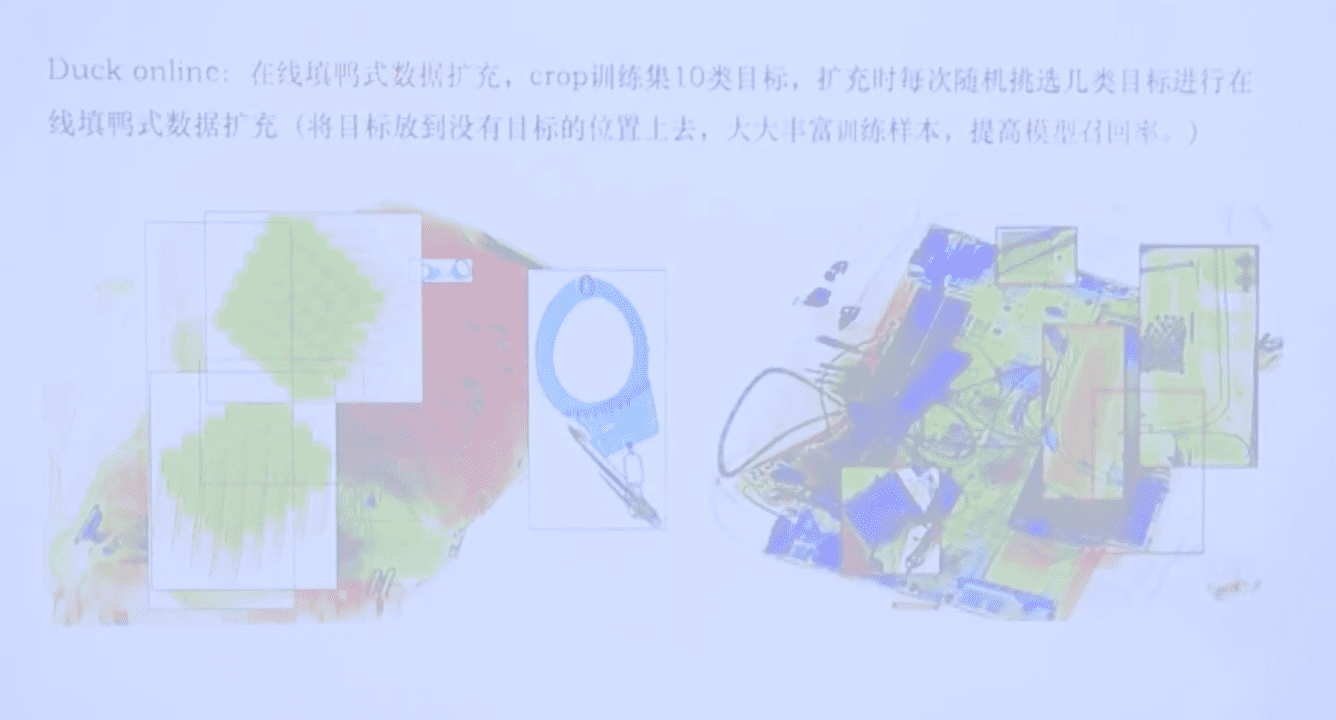 Duck online：在线填鸭式数据扩充，crop训练集10类目标，扩充时每次随机挑选几类目标进行在
线填鸭式数据扩充（将目标放到没有目标的位置上去，大大丰富训练样本，提高模型召回率。）